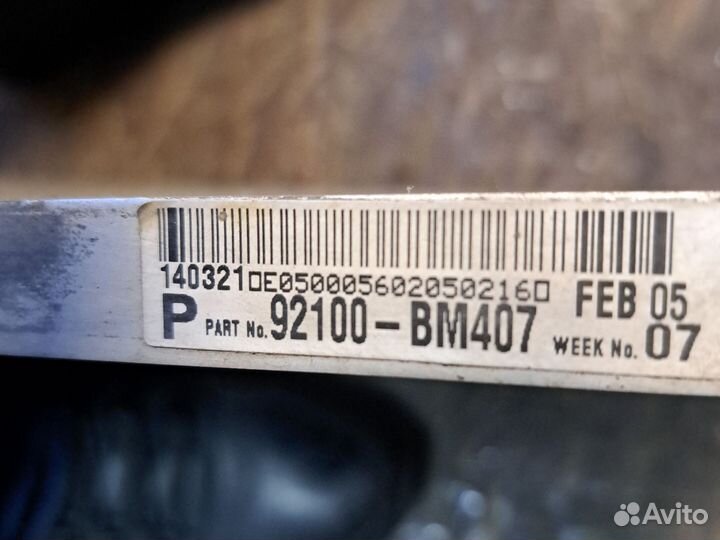 140321□E050005602050216□ FEB 05
P PART No. 92100-BM407 WEEK No. 07
Avito